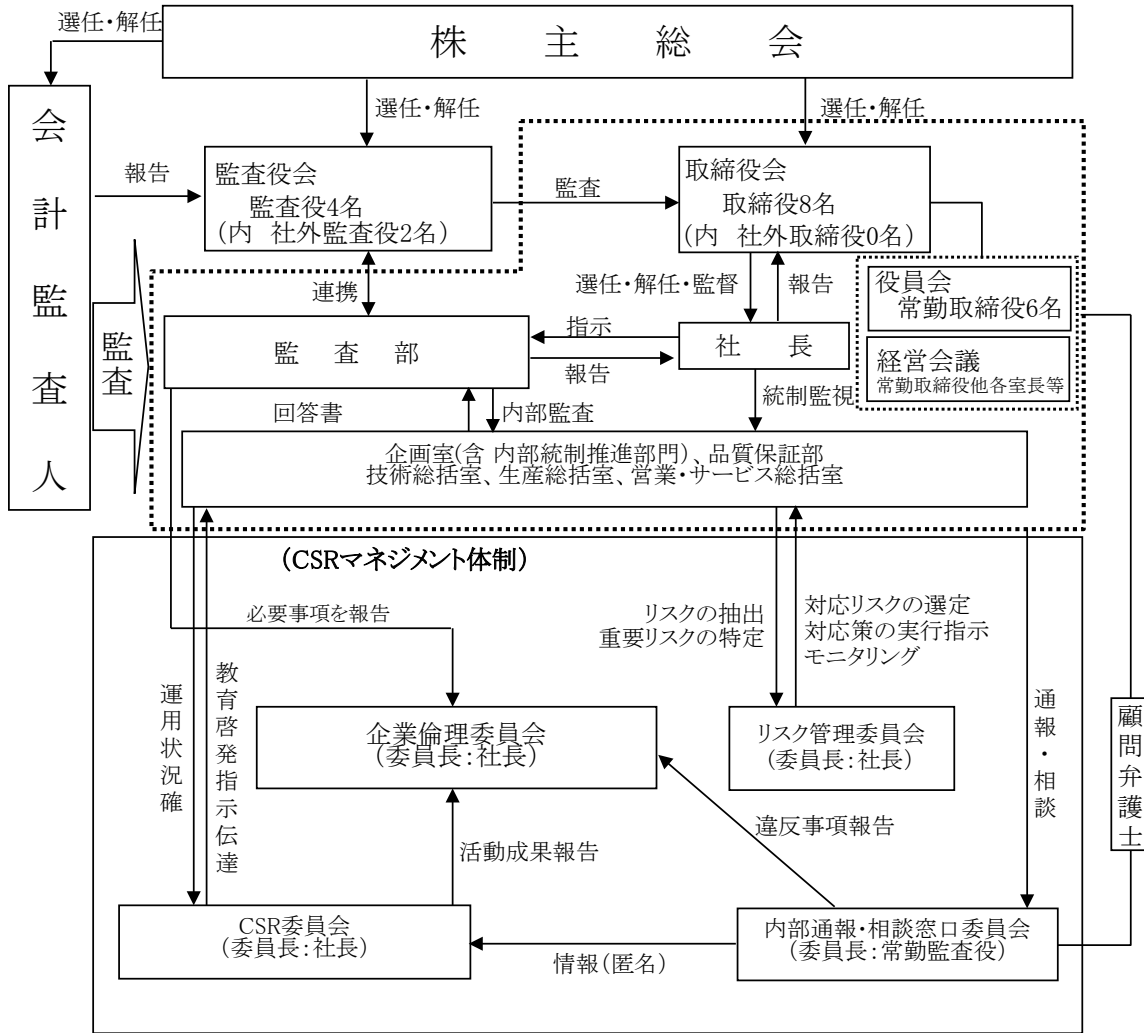 選任・解任
株 主 総 会
会計監査人
選任・解任
選任・解任
報告
監査役会
監査役4名
(内 社外監査役2名)
監査
取締役会
取締役8名
(内 社外取締役0名)
連携
選任・解任・監督
報告
役員会
常勤取締役6名
監査
監 査 部
指示
報告
社 長
経営会議
常勤取締役他各室長等
回答書
内部監査
統制監視
企画室(含 内部統制推進部門)、品質保証部
技術総括室、生産総括室、営業・サービス総括室
(CSRマネジメント体制)
必要事項を報告
リスクの抽出
重要リスクの特定
対応リスクの選定
対応策の実行指示
モニタリング
運用状況確
教育啓発指示伝達
企業倫理委員会
(委員長:社長)
リスク管理委員会
(委員長:社長)
通報・相談
顧問弁護士
活動成果報告
違反事項報告
CSR委員会
(委員長:社長)
情報(匿名)
内部通報・相談窓口委員会
(委員長:常勤監査役)